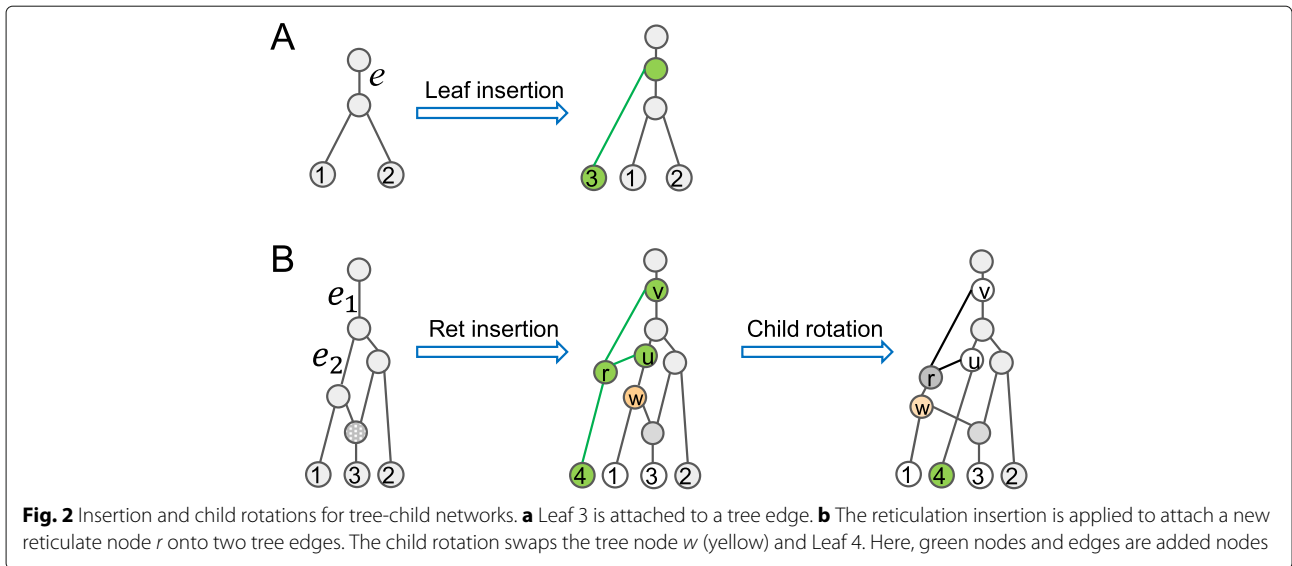 A
e
Leaf insertion
1 2
3 1 2
B
e1
e2
1 3 2
Ret insertion
v
u
r
w
4 1 3 2
Child rotation
v
u
r
w
1 4 3 2
Fig. 2 Insertion and child rotations for tree-child networks. a Leaf 3 is attached to a tree edge. b The reticulation insertion is applied to attach a new
reticulate node r onto two tree edges. The child rotation swaps the tree node w (yellow) and Leaf 4. Here, green nodes and edges are added nodes